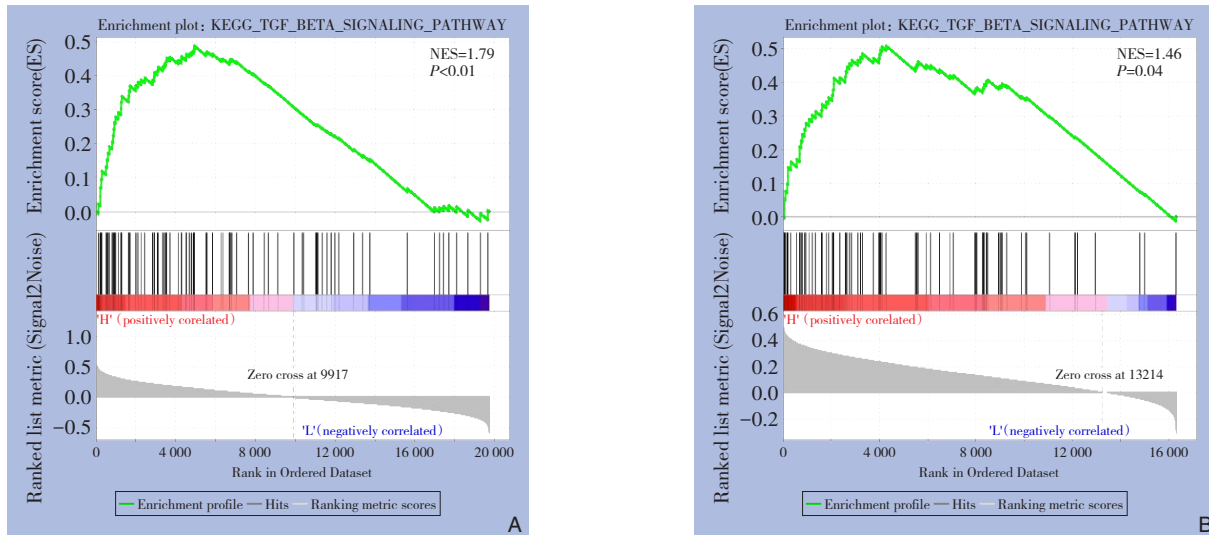 Enrichment plot: KEGG_TGF_BETA_SIGNALING_PATHWAY
NES=1.79
P<0.01
Enrichment score(ES)
0.5
0.4
0.3
0.2
0.1
0.0
'H' (positively corelated)
Ranked list metric (Signal2Noise)
1.0
0.5
0.0
−0.5
Zero cross at 9917
'L'(negatively correlated)
0 4 000 8 000 12 000 16 000 20 000
Rank in Ordered Dataset
Enrichment profile Hits Ranking metric scores
A
Enrichment plot: KEGG_TGF_BETA_SIGNALING_PATHWAY
NES=1.46
P=0.04
Enrichment score(ES)
0.5
0.4
0.3
0.2
0.1
0.0
'H' (positively corelated)
Ranked list metric (Signal2Noise)
0.6
0.4
0.2
0.0
−0.2
Zero cross at 13214
'L'(negatively correlated)
0 4 000 8 000 12 000 16 000
Rank in Ordered Dataset
Enrichment profile Hits Ranking metric scores
B